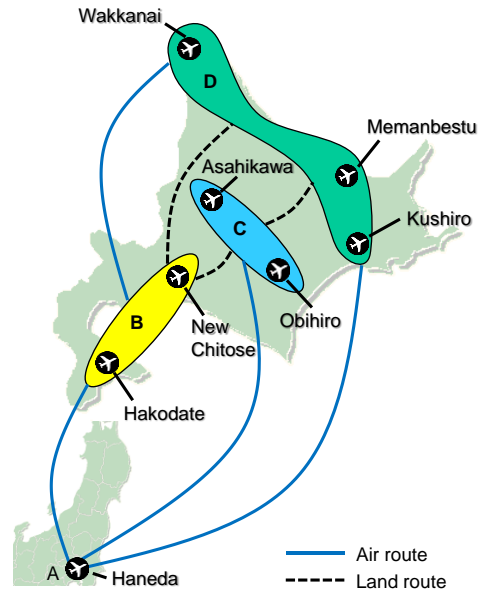 Wakkanai
D
Memanbestu
Asahikawa
Kushiro
C
Obihiro
B
New
Chitose
Hakodate
Air route
A
Haneda
Land route